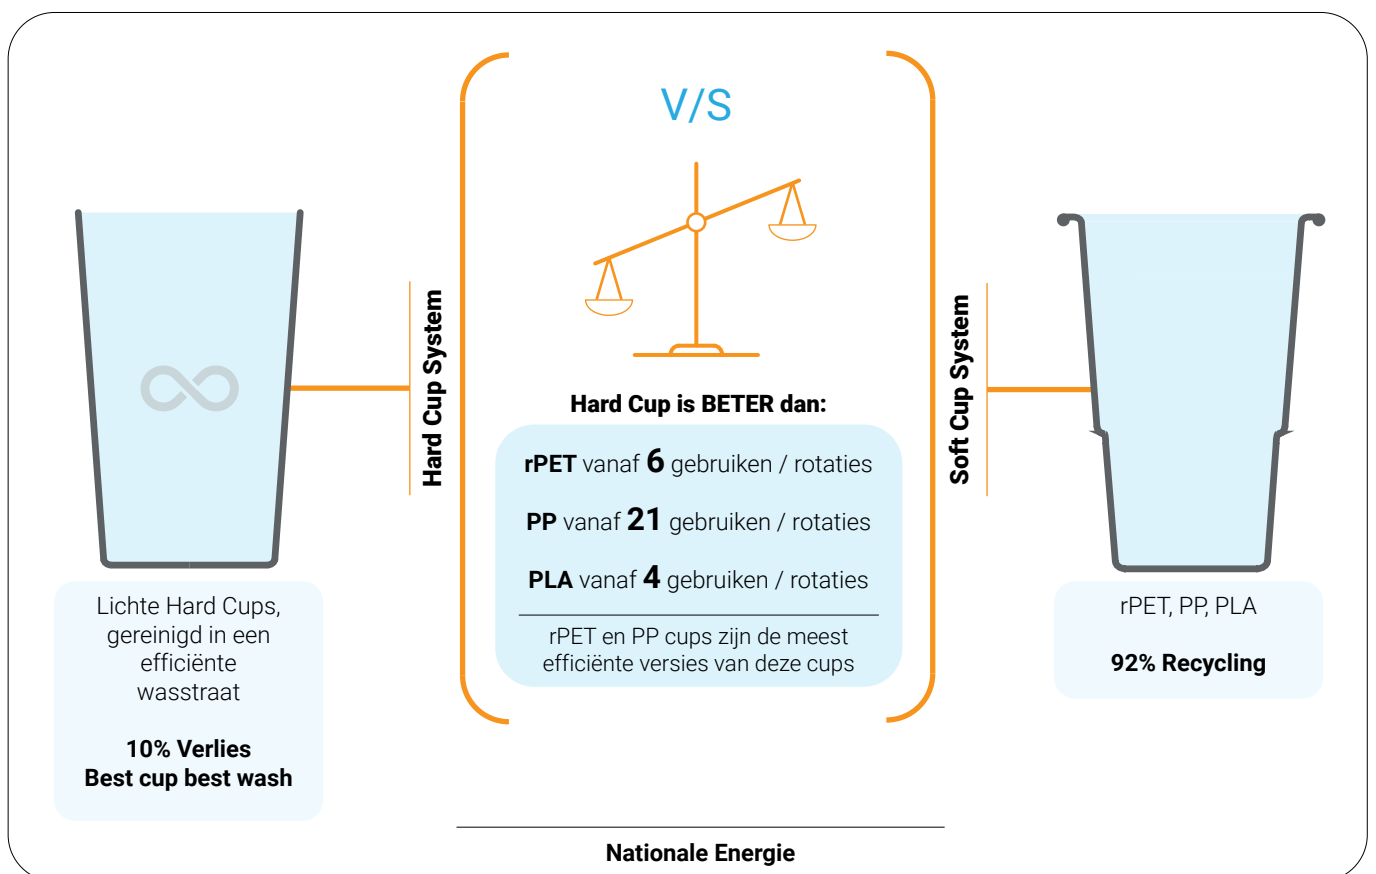 V/S
Hard Cup System
Soft Cup System
Hard Cup is BETER dan:
rPET vanaf 6 gebruiken / rotaties
PP vanaf 21 gebruiken / rotaties
PLA vanaf 4 gebruiken / rotaties
rPET en PP cups zijn de meest
efficiënte versies van deze cups
Lichte Hard Cups,
gereinigd in een
efficiënte
wasstraat
10% Verlies
Best cup best wash
rPET, PP, PLA
92% Recycling
Nationale Energie